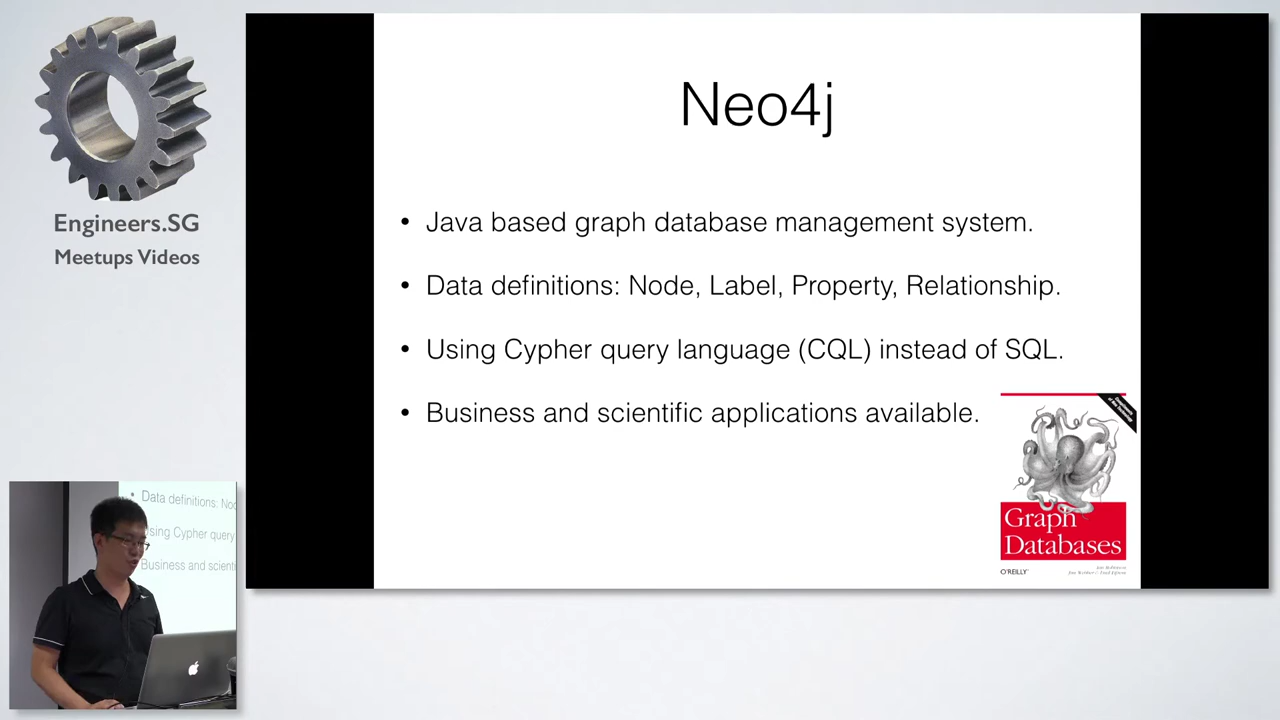 Engineers.SG
Meetups Videos
Neo4j
• Java based graph database management system.
• Data definitions: Node, Label, Property, Relationship.
• Using Cypher query language (CQL) instead of SQL.
• Business and scientific applications available.
Graph
Databases
O'REILLY
• Data definitions: Nod
sing Cypher query
Business and scienti